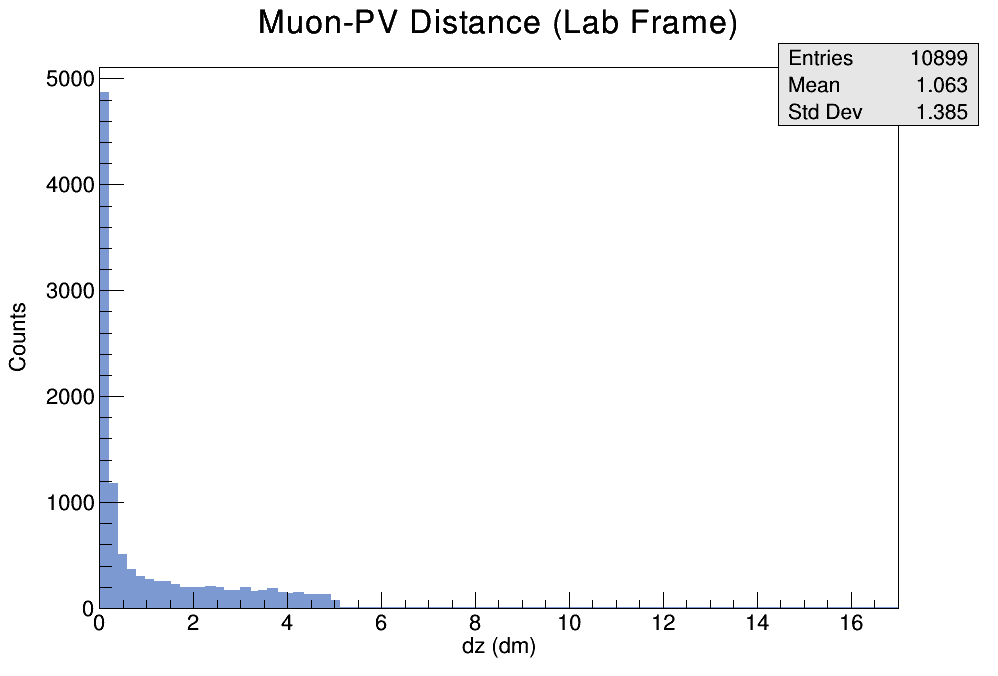 Muon-PV Distance (Lab Frame)
Entries 10899
Mean 1.063
Std Dev 1.385
5000
4000
3000
2000
1000
0
Counts
0 2 4 6 8 10 12 14 16
dz (dm)